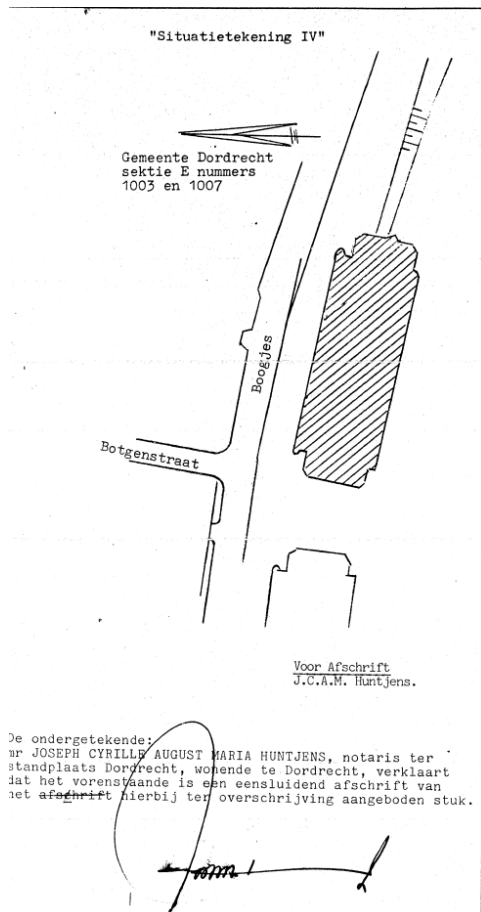 "Situatietekening IV"
Gemeente Dordrecht
sektie E nummers
1003 en 1007
Boogjes
Botgenstraat
Voor Afschrift
J.C.A.M. Huntjens.
De ondergetekende:
mr JOSEPH CYRILLE AUGUST MARIA HUNTJENS, notaris ter
standplaats Dordrecht, wonende te Dordrecht, verklaart
dat het vorenstaande is een eensluidend afschrift van
het afschrift hierbij ter overschrijving aangeboden stuk.